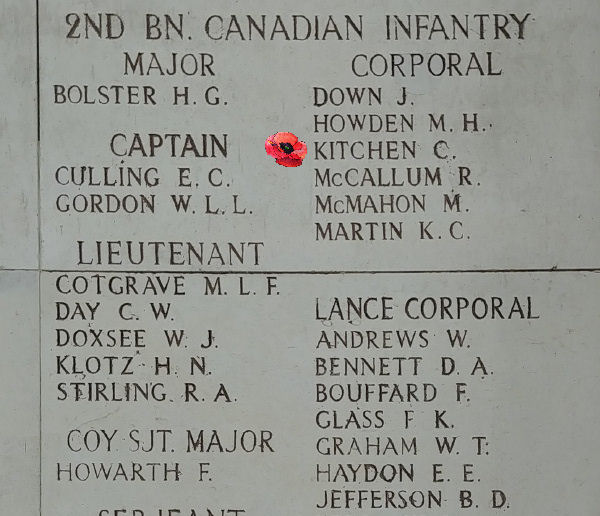 2ND BN. CANADIAN INFANTRY
MAJOR
BOLSTER H. G.
CAPTAIN
CULLING E. C.
GORDON W. L. L.
LIEUTENANT
COTGRAVE M. L. F.
DAY C. W.
DOXSEE W. J.
KLOTZ H. N.
STIRLING. R. A.
COY SJT. MAJOR
HOWARTH F.
SERJEANT
CORPORAL
DOWN J.
HOWDEN M. H.
KITCHEN C.
McCALLUM R.
McMAHON M.
MARTIN K. C.
LANCE CORPORAL
ANDREWS W.
BENNETT D. A.
BOUFFARD F.
GLASS F K.
GRAHAM W. T.
HAYDON E. E.
JEFFERSON B. D.